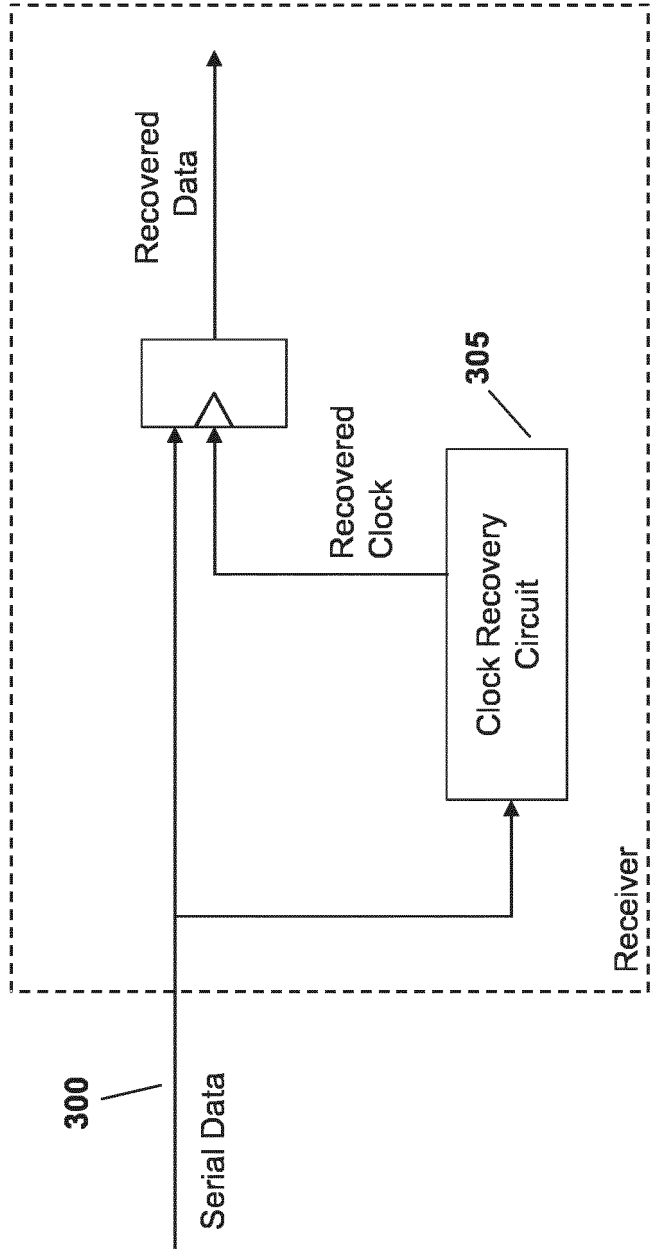 300
Serial Data
Receiver
Clock Recovery
Circuit
305
Recovered
Clock
Recovered
Data